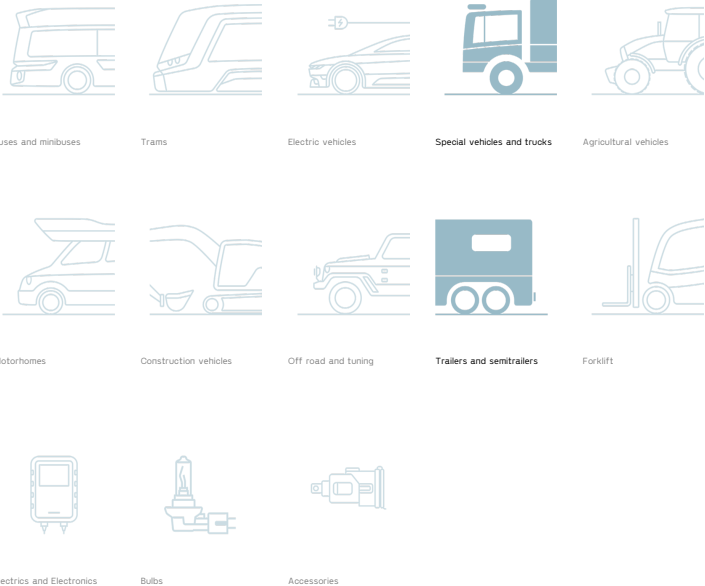 uses and minibuses
Trams
Electric vehicles
Special vehicles and trucks
Agricultural vehicles
otorhomes
Construction vehicles
Off road and tuning
Trailers and semitrailers
Forklift
ectrics and Electronics
Bulbs
Accessories